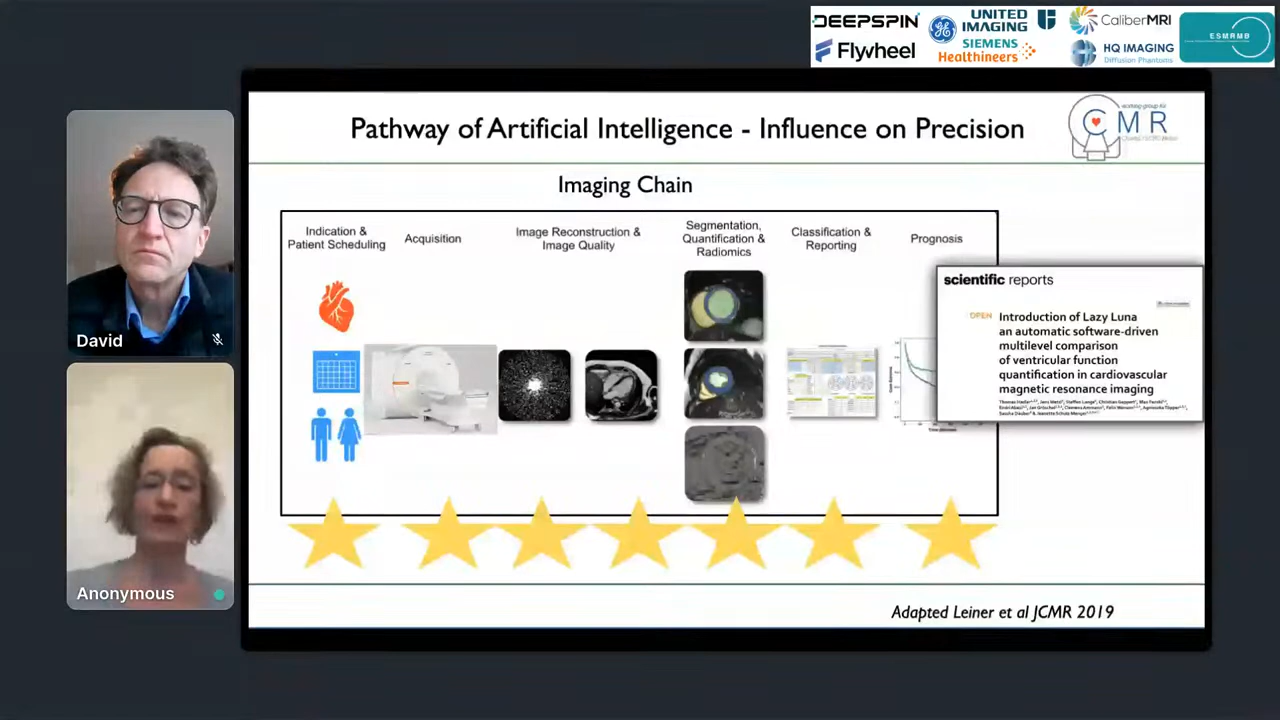 DEEPSPIN
Flywheel
UNITED
IMAGING
SIEMENS
Healthineers
CaliberMRI
HQ IMAGING
Diffusion Phantoms
ESMRMB
Pathway of Artificial Intelligence - Influence on Precision
working group for
CMR
Imaging Chain
Indication &
Patient Scheduling
Acquisition
Image Reconstruction &
Image Quality
Segmentation,
Quantification &
Radiomics
Classification &
Reporting
Prognosis
scientific reports
OPEN
Introduction of Lazy Luna
an automatic software-driven
multilevel comparison
of ventricular function
quantification in cardiovascular
magnetic resonance imaging
David
Anonymous
Adapted Leiner et al JCMR 2019